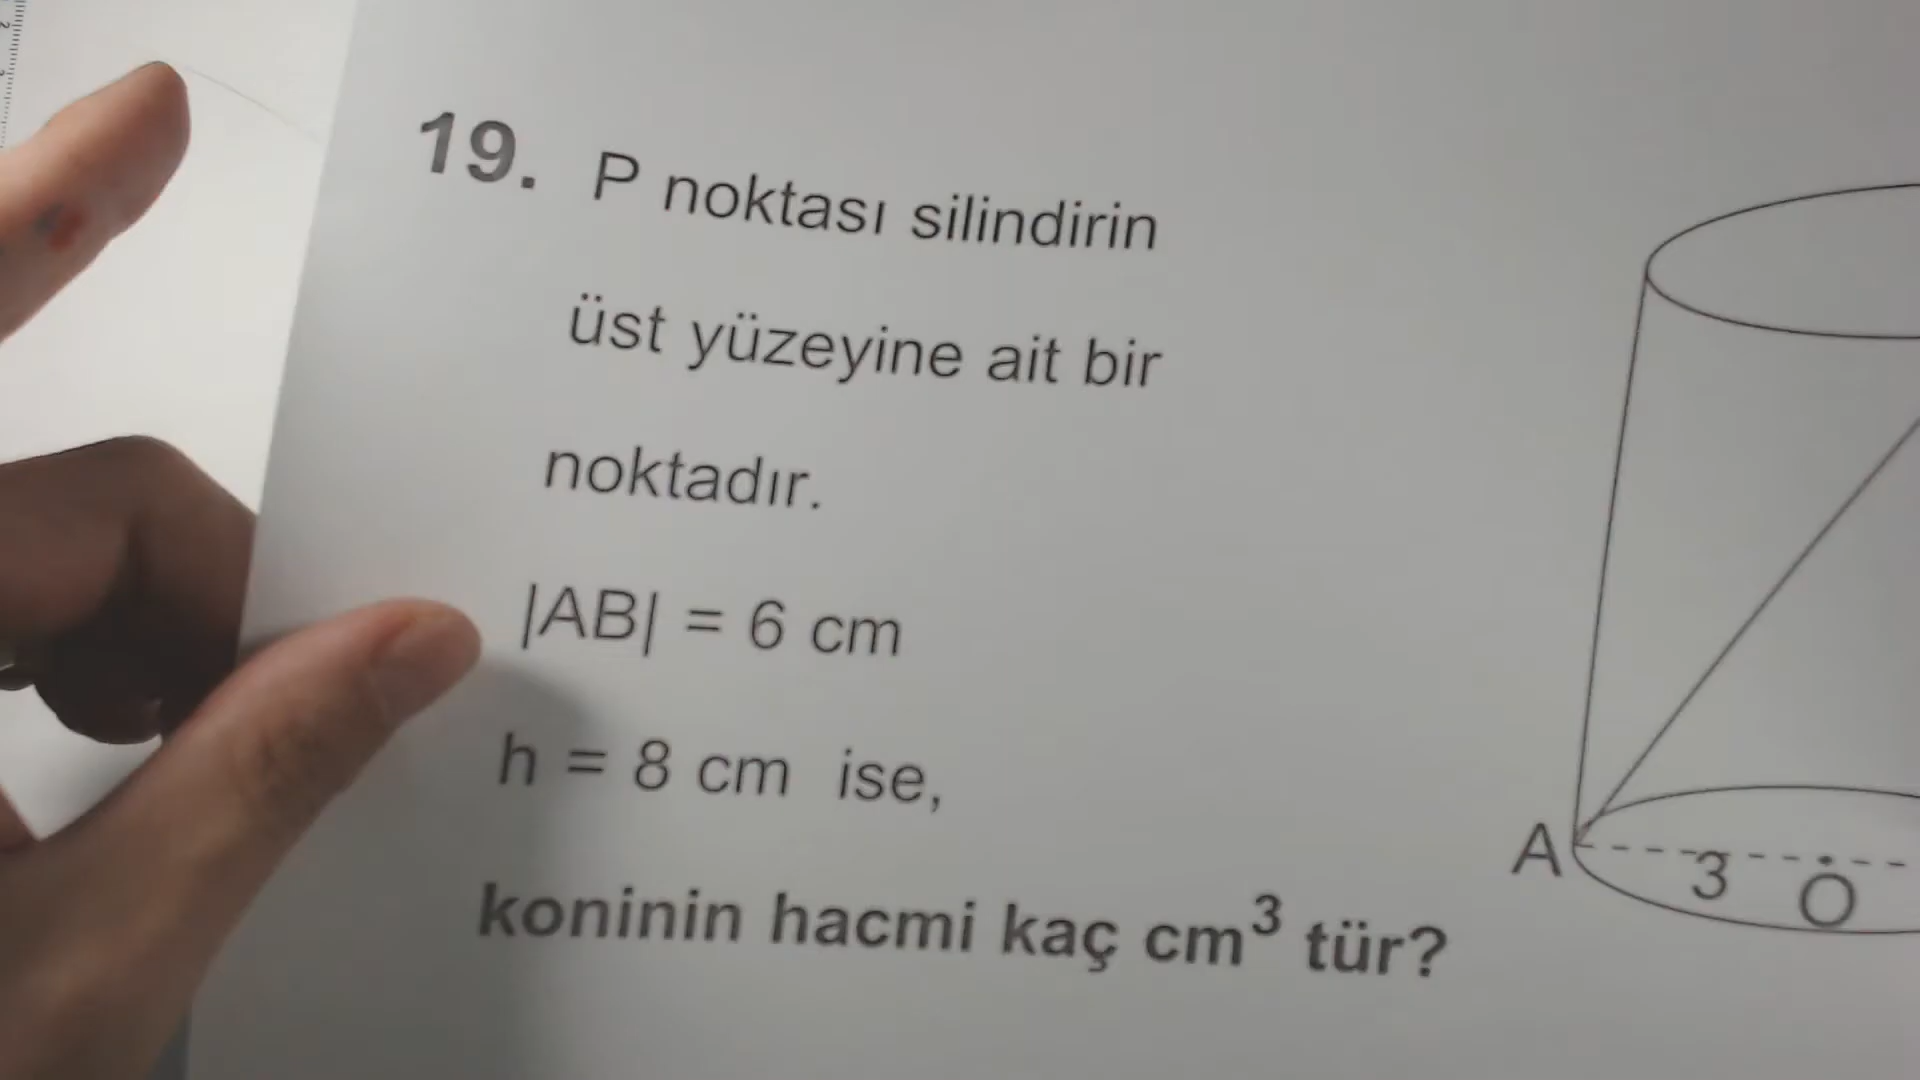 19. P noktası silindirin
üst yüzeyine ait bir
noktadır.
|AB| = 6 cm
h = 8 cm ise,
koninin hacmi kaç cm³ tür?
A
3
O
2